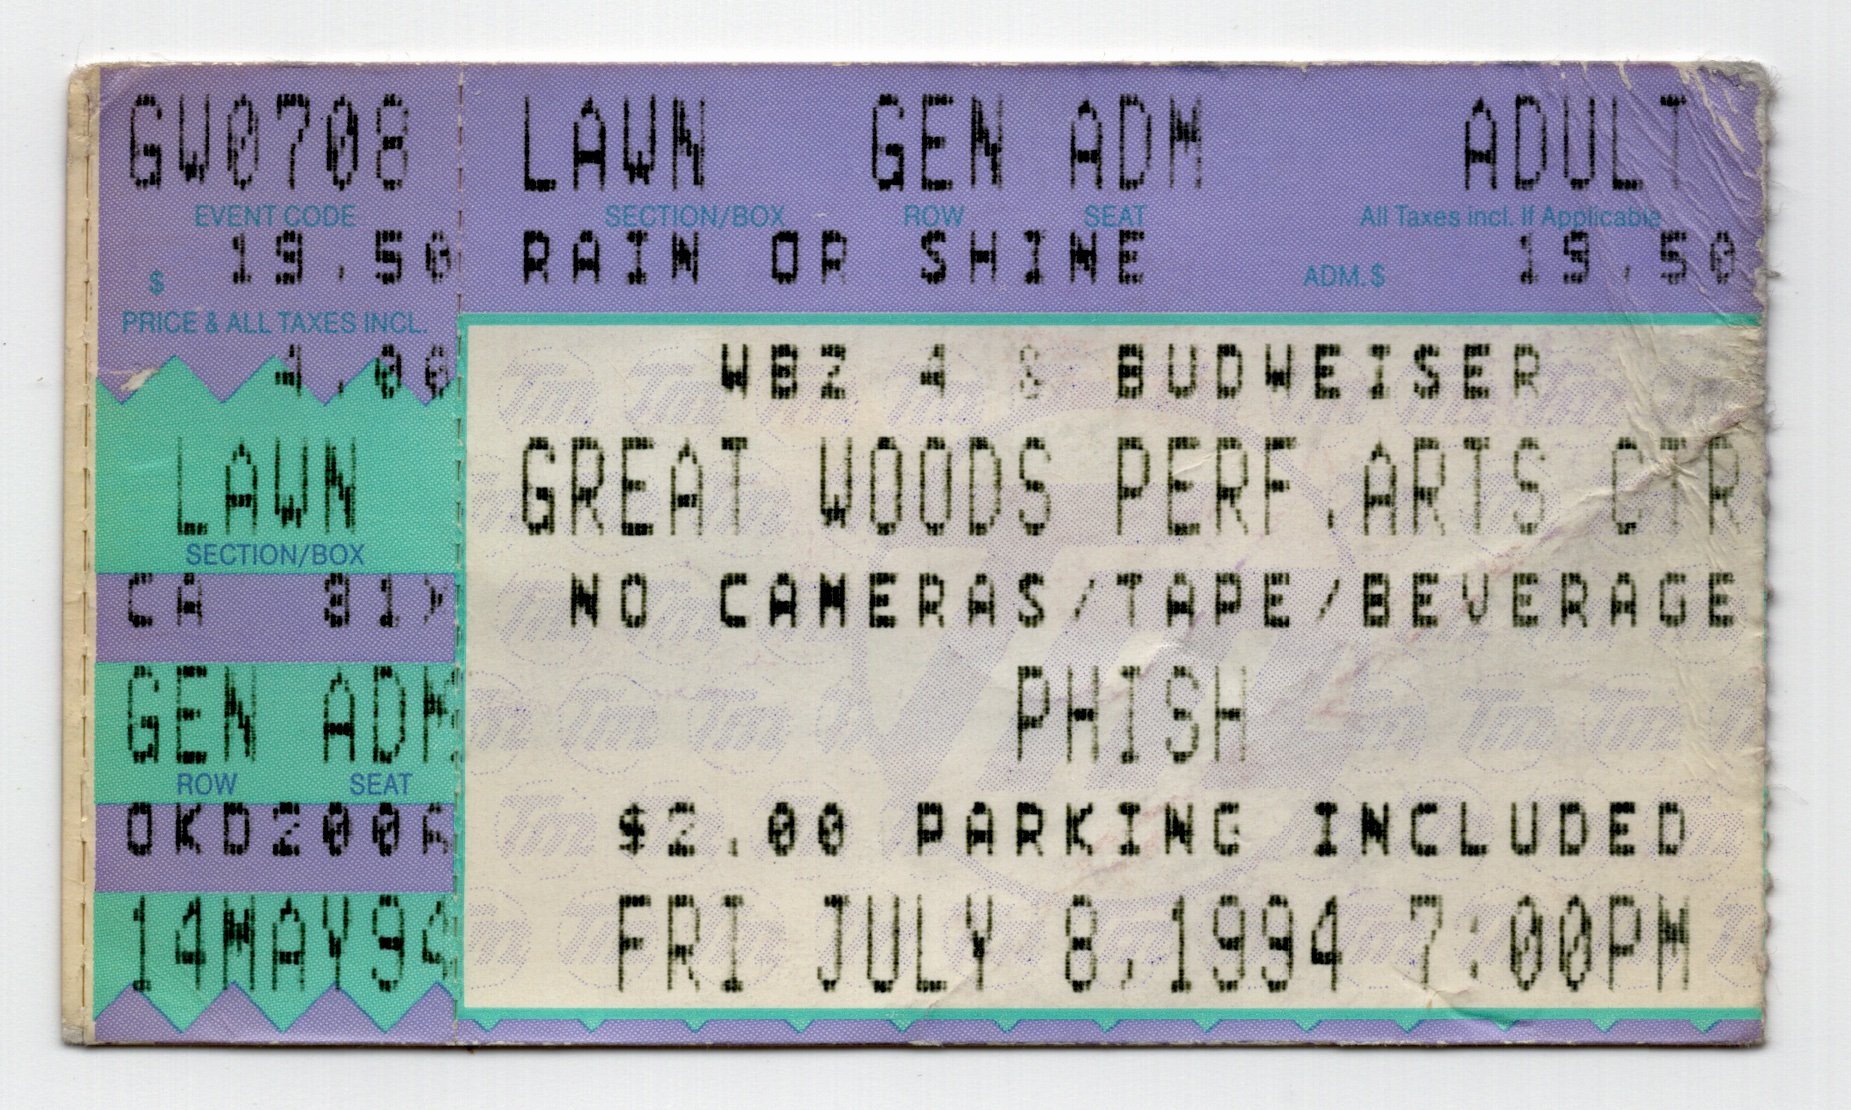 GW0708 LAWN GEN ADM ADULT
EVENT CODE SECTION/BOX ROW SEAT All Taxes incl. If Applicable
$ 19.50 RAIN OR SHINE ADM.$ 19.50
PRICE & ALL TAXES INCL.
4.00 WBZ 4 & BUDWEISER
LAWN GREAT WOODS PERF.ARTS CTR
SECTION/BOX
CA 31X NO CAMERAS/TAPE/BEVERAGE
GEN ADM PHISH
ROW SEAT
$2.00 PARKING INCLUDED
14MAY94 FRI JULY 8,1994 7:00PM